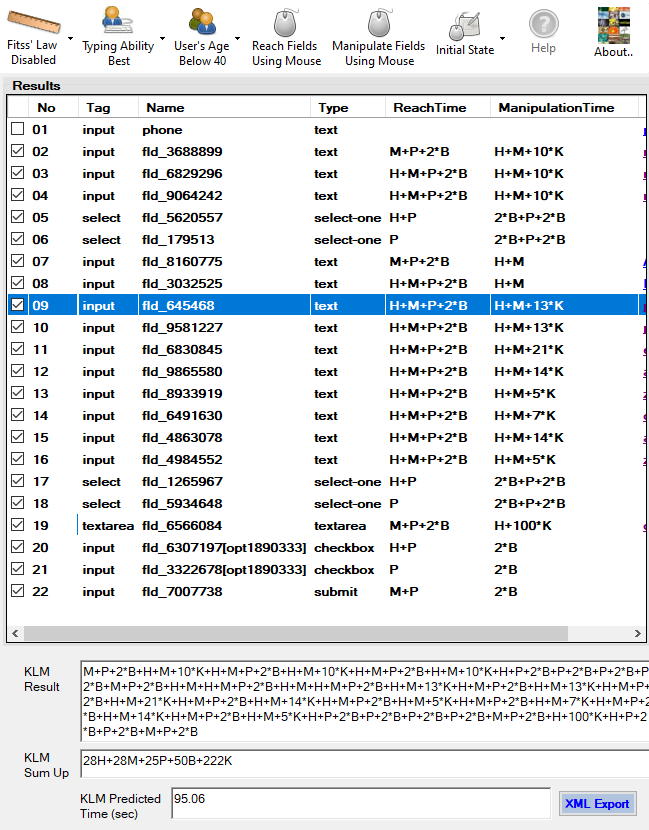 Fitss' Law
Disabled
Typing Ability
Best
User's Age
Below 40
Reach Fields
Using Mouse
Manipulate Fields
Using Mouse
Initial State
Help
About..
Results
No Tag Name Type ReachTime ManipulationTime
01 input phone text
02 input fld_3688899 text M+P+2*B H+M+10*K
03 input fld_6829296 text H+M+P+2*B H+M+10*K
04 input fld_9064242 text H+M+P+2*B H+M+10*K
05 select fld_5620557 select-one H+P 2*B+P+2*B
06 select fld_179513 select-one P 2*B+P+2*B
07 input fld_8160775 text M+P+2*B H+M
08 input fld_3032525 text H+M+P+2*B H+M
09 input fld_645468 text H+M+P+2*B H+M+13*K
10 input fld_9581227 text H+M+P+2*B H+M+13*K
11 input fld_6830845 text H+M+P+2*B H+M+21*K
12 input fld_9865580 text H+M+P+2*B H+M+14*K
13 input fld_8933919 text H+M+P+2*B H+M+5*K
14 input fld_6491630 text H+M+P+2*B H+M+7*K
15 input fld_4863078 text H+M+P+2*B H+M+14*K
16 input fld_4984552 text H+M+P+2*B H+M+5*K
17 select fld_1265967 select-one H+P 2*B+P+2*B
18 select fld_5934648 select-one P 2*B+P+2*B
19 textarea fld_6566084 textarea M+P+2*B H+100*K
20 input fld_6307197[opt1890333] checkbox H+P 2*B
21 input fld_3322678[opt1890333] checkbox P 2*B
22 input fld_7007738 submit M+P 2*B
KLM
Result
M+P+2*B+H+M+10*K+H+M+P+2*B+H+M+10*K+H+M+P+2*B+H+M+10*K+H+P+2*B+P+2*B+P+2*B+P+
2*B+M+P+2*B+H+M+H+M+P+2*B+H+M+H+M+P+2*B+H+M+13*K+H+M+P+2*B+H+M+13*K+H+M+P+
2*B+H+M+21*K+H+M+P+2*B+H+M+14*K+H+M+P+2*B+H+M+5*K+H+M+P+2*B+H+M+7*K+H+M+P+2
*B+H+M+14*K+H+M+P+2*B+H+M+5*K+H+P+2*B+P+2*B+P+2*B+P+2*B+M+P+2*B+H+100*K+H+P+2
*B+P+2*B+M+P+2*B
KLM
Sum Up
28H+28M+25P+50B+222K
KLM Predicted
Time (sec)
95.06
XML Export